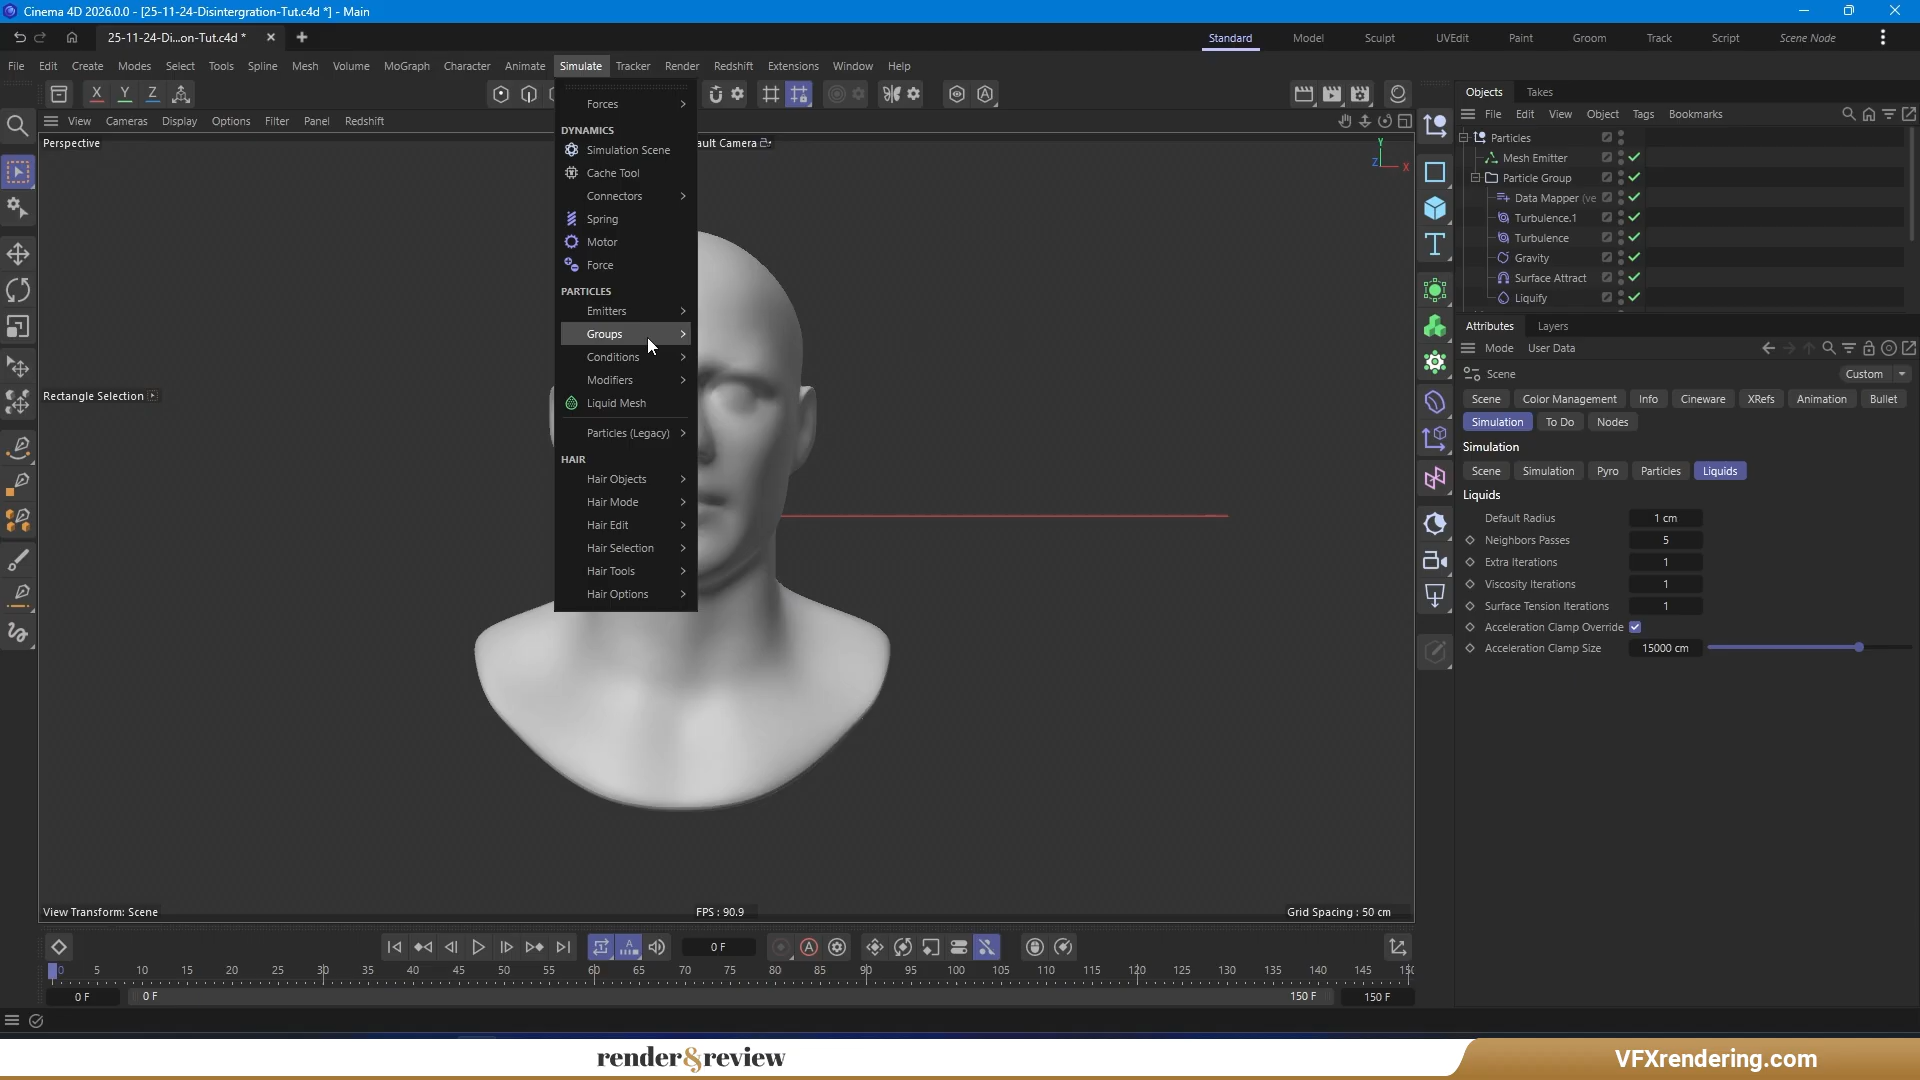 Cinema 4D 2026.0.0 - [25-11-24-Disintergration-Tut.c4d *] - Main
25-11-24-Di...on-Tut.c4d *
Standard Model Sculpt UVEdit Paint Groom Track Script Scene Node
File Edit Create Modes Select Tools Spline Mesh Volume MoGraph Character Animate Simulate Tracker Render Redshift Extensions Window Help
X Y Z
View Cameras Display Options Filter Panel Redshift
Perspective
ault Camera
Y
Z X
Rectangle Selection
Forces
DYNAMICS
Simulation Scene
Cache Tool
Connectors
Spring
Motor
Force
PARTICLES
Emitters
Groups
Conditions
Modifiers
Liquid Mesh
Particles (Legacy)
HAIR
Hair Objects
Hair Mode
Hair Edit
Hair Selection
Hair Tools
Hair Options
View Transform: Scene
FPS : 90.9
Grid Spacing : 50 cm
Objects Takes
File Edit View Object Tags Bookmarks
Particles
Mesh Emitter
Particle Group
Data Mapper (ve
Turbulence.1
Turbulence
Gravity
Surface Attract
Liquify
Attributes Layers
Mode User Data
Scene
Custom
Scene Color Management Info Cineware XRefs Animation Bullet
Simulation To Do Nodes
Simulation
Scene Simulation Pyro Particles Liquids
Liquids
Default Radius 1 cm
Neighbors Passes 5
Extra Iterations 1
Viscosity Iterations 1
Surface Tension Iterations 1
Acceleration Clamp Override
Acceleration Clamp Size 15000 cm
0 F
0 5 10 15 20 25 30 35 40 45 50 55 60 65 70 75 80 85 90 95 100 105 110 115 120 125 130 135 140 145 15
0 F 0 F 150 F 150 F
render&review
VFXrendering.com